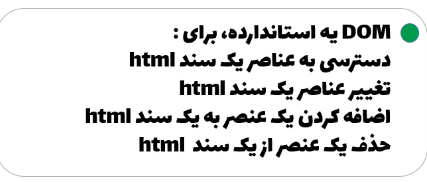 DOM یه استاندارده، برای :
دسترسی به عناصر یک سند html
تغییر عناصر یک سند html
اضافه کردن یک عنصر به یک سند html
حذف یک عنصر از یک سند html